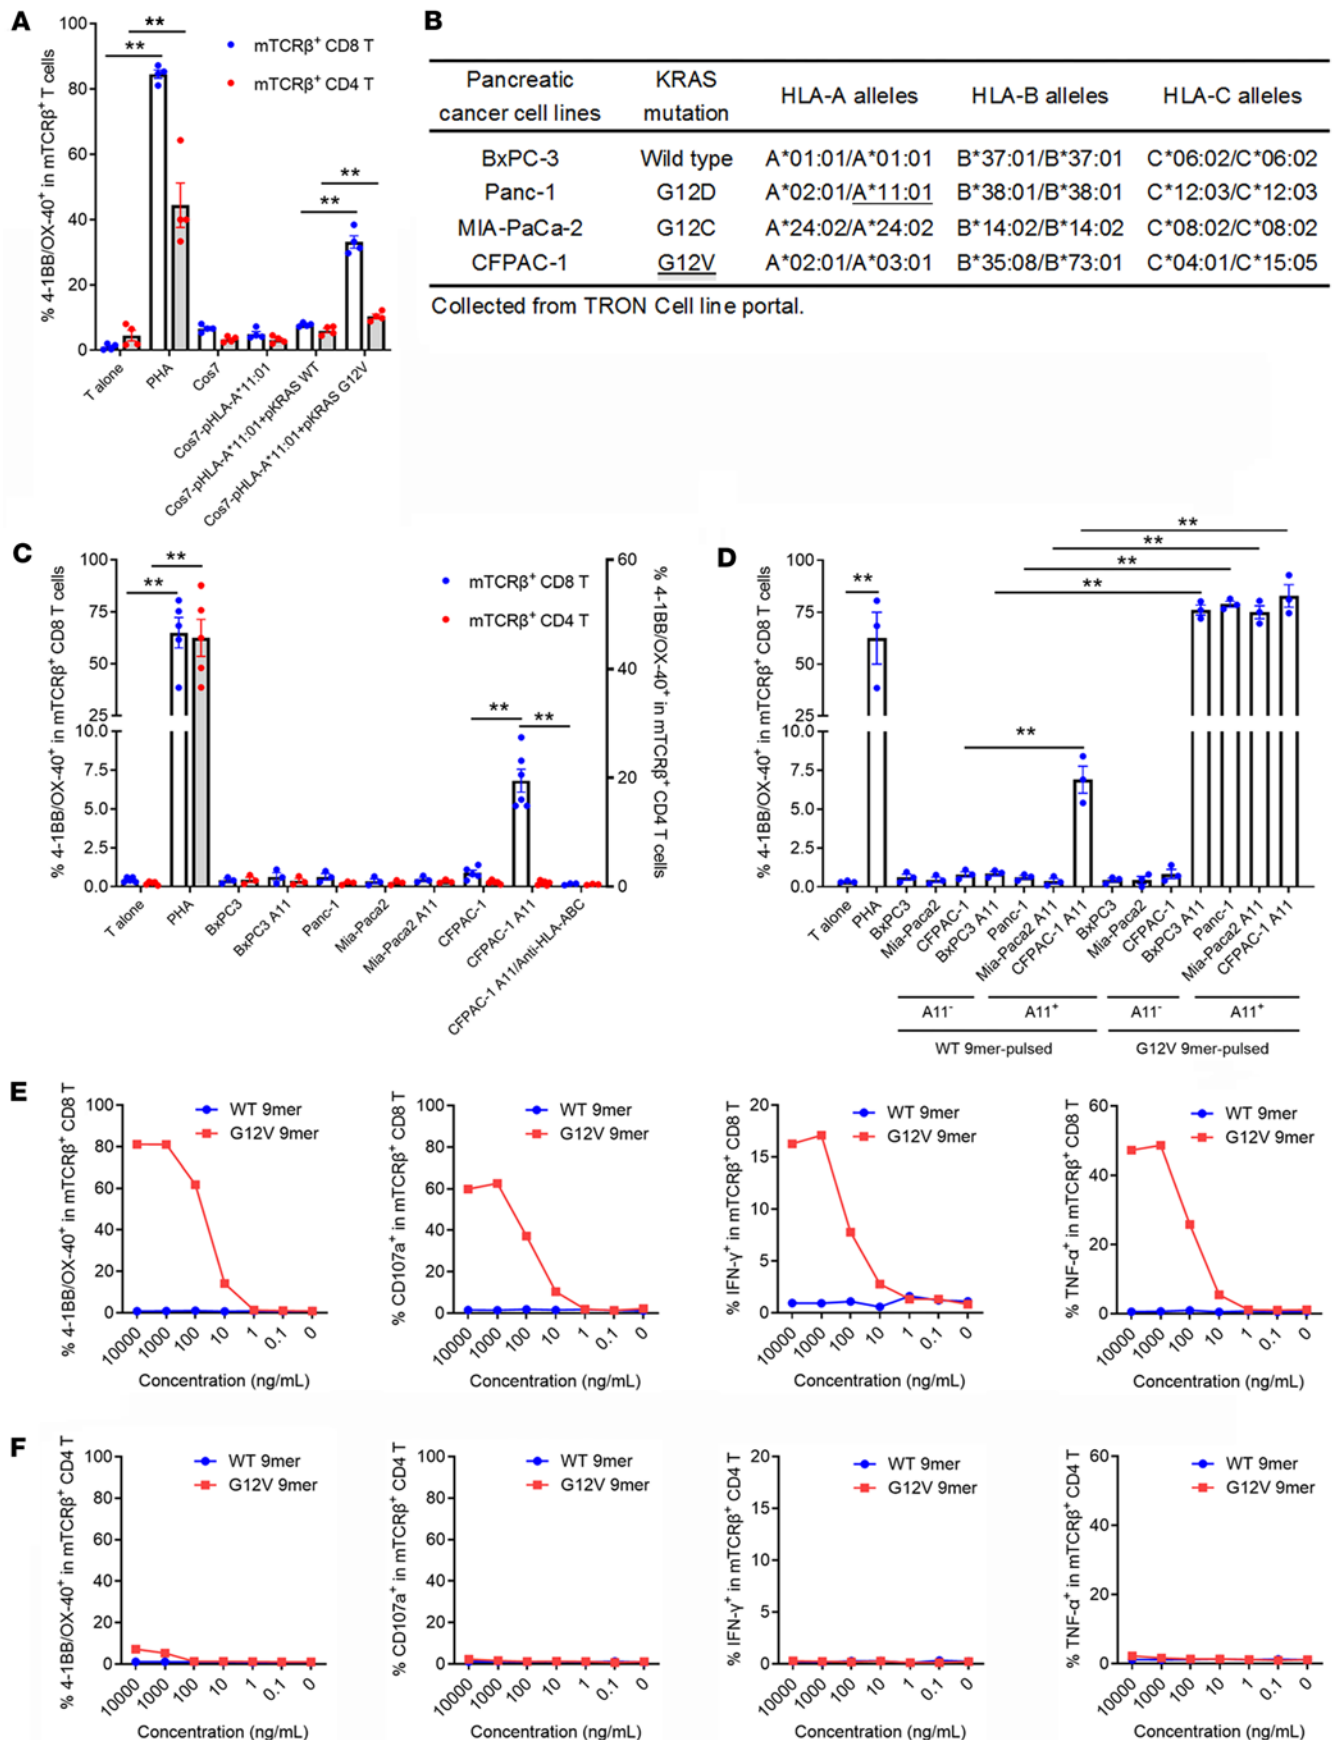 A
% 4-1BB/OX-40⁺ in mTCRβ⁺ T cells
100
80
60
40
20
0
**
**
**
**
mTCRβ⁺ CD8 T
mTCRβ⁺ CD4 T
T alone
PHA
Cos7
Cos7-pHLA-A*11:01
Cos7-pHLA-A*11:01+pKRAS WT
Cos7-pHLA-A*11:01+pKRAS G12V
B
Pancreatic cancer cell lines KRAS mutation HLA-A alleles HLA-B alleles HLA-C alleles
BxPC-3 Wild type A*01:01/A*01:01 B*37:01/B*37:01 C*06:02/C*06:02
Panc-1 G12D A*02:01/A*11:01 B*38:01/B*38:01 C*12:03/C*12:03
MIA-PaCa-2 G12C A*24:02/A*24:02 B*14:02/B*14:02 C*08:02/C*08:02
CFPAC-1 G12V A*02:01/A*03:01 B*35:08/B*73:01 C*04:01/C*15:05
Collected from TRON Cell line portal.
C
% 4-1BB/OX-40⁺ in mTCRβ⁺ CD8 T cells
100
75
50
25
10.0
7.5
5.0
2.5
0.0
**
**
**
**
mTCRβ⁺ CD8 T
mTCRβ⁺ CD4 T
60
40
20
0
% 4-1BB/OX-40⁺ in mTCRβ⁺ CD4 T cells
T alone
PHA
BxPC3
BxPC3 A11
Panc-1
Mia-Paca2
Mia-Paca2 A11
CFPAC-1
CFPAC-1 A11
CFPAC-1 A11/Anti-HLA-ABC
D
% 4-1BB/OX-40⁺ in mTCRβ⁺ CD8 T cells
100
75
50
25
10.0
7.5
5.0
2.5
0.0
**
**
**
**
**
**
T alone
PHA
BxPC3
Mia-Paca2
CFPAC-1
BxPC3 A11
Panc-1
Mia-Paca2 A11
CFPAC-1 A11
BxPC3
Mia-Paca2
CFPAC-1
BxPC3 A11
Panc-1
Mia-Paca2 A11
CFPAC-1 A11
A11⁻ A11⁺ A11⁻ A11⁺
WT 9mer-pulsed G12V 9mer-pulsed
E
% 4-1BB/OX-40⁺ in mTCRβ⁺ CD8 T
100
80
60
40
20
0
WT 9mer
G12V 9mer
10000 1000 100 10 1 0.1 0
Concentration (ng/mL)
% CD107a⁺ in mTCRβ⁺ CD8 T
100
80
60
40
20
0
WT 9mer
G12V 9mer
10000 1000 100 10 1 0.1 0
Concentration (ng/mL)
% IFN-γ⁺ in mTCRβ⁺ CD8 T
20
15
10
5
0
WT 9mer
G12V 9mer
10000 1000 100 10 1 0.1 0
Concentration (ng/mL)
% TNF-α⁺ in mTCRβ⁺ CD8 T
60
40
20
0
WT 9mer
G12V 9mer
10000 1000 100 10 1 0.1 0
Concentration (ng/mL)
F
% 4-1BB/OX-40⁺ in mTCRβ⁺ CD4 T
100
80
60
40
20
0
WT 9mer
G12V 9mer
10000 1000 100 10 1 0.1 0
Concentration (ng/mL)
% CD107a⁺ in mTCRβ⁺ CD4 T
100
80
60
40
20
0
WT 9mer
G12V 9mer
10000 1000 100 10 1 0.1 0
Concentration (ng/mL)
% IFN-γ⁺ in mTCRβ⁺ CD4 T
20
15
10
5
0
WT 9mer
G12V 9mer
10000 1000 100 10 1 0.1 0
Concentration (ng/mL)
% TNF-α⁺ in mTCRβ⁺ CD4 T
60
40
20
0
WT 9mer
G12V 9mer
10000 1000 100 10 1 0.1 0
Concentration (ng/mL)